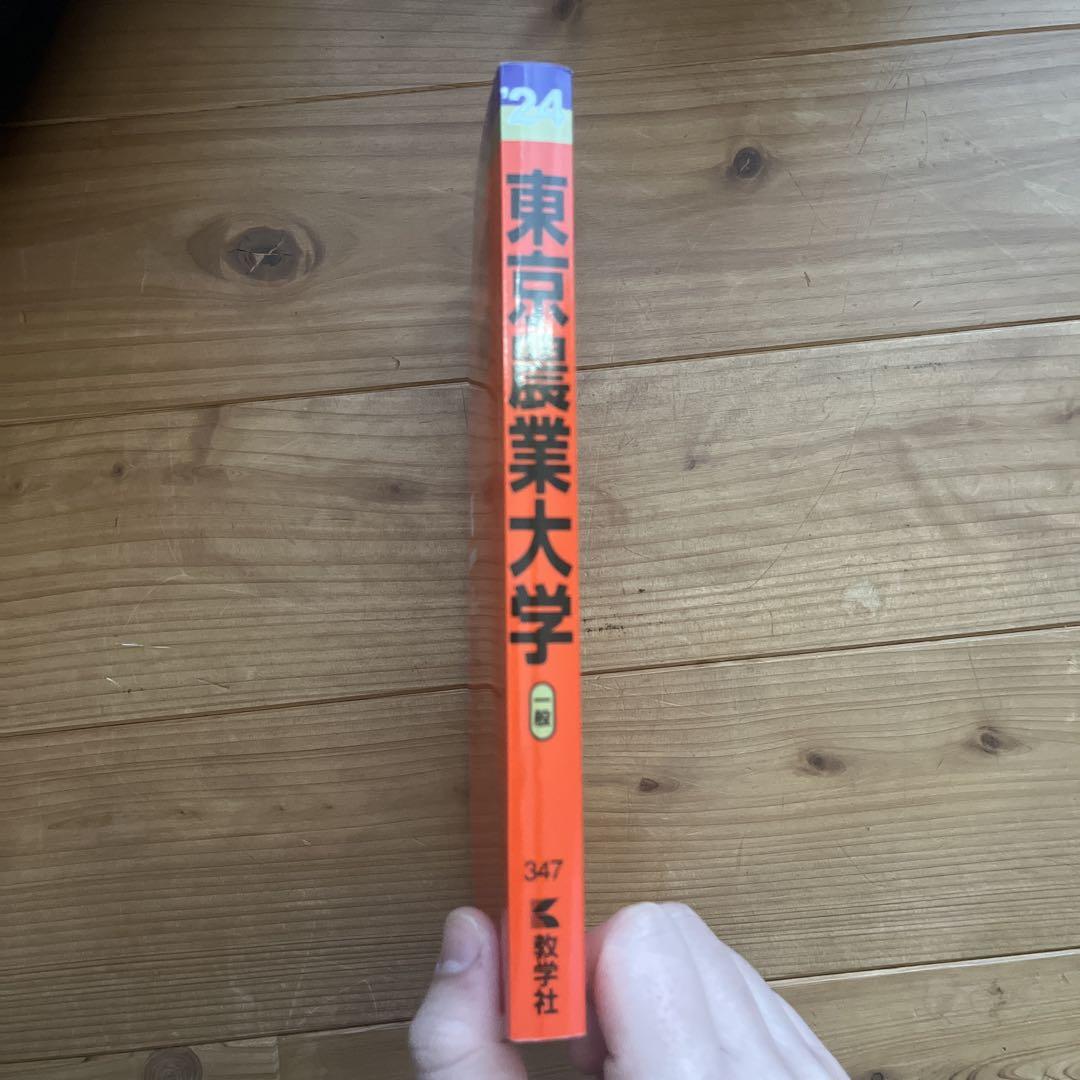 '24
東京農業大学
一般
347
教学社